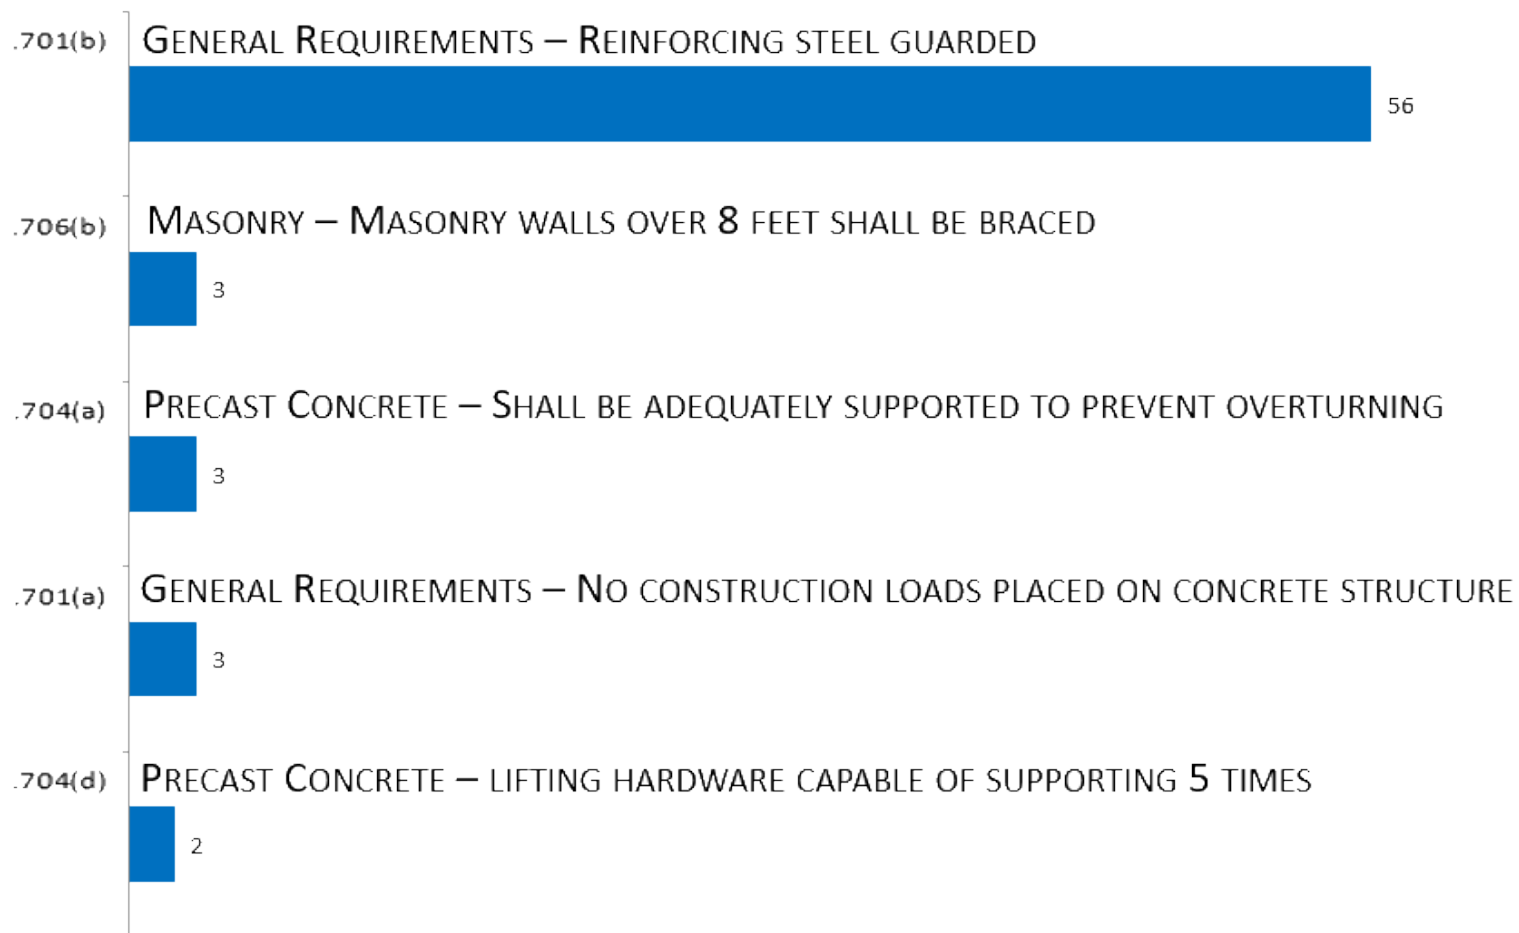 .701(b) General Requirements – Reinforcing steel guarded
56
.706(b) Masonry – Masonry walls over 8 feet shall be braced
3
.704(a) Precast Concrete – Shall be adequately supported to prevent overturning
3
.701(a) General Requirements – No construction loads placed on concrete structure
3
.704(d) Precast Concrete – lifting hardware capable of supporting 5 times
2